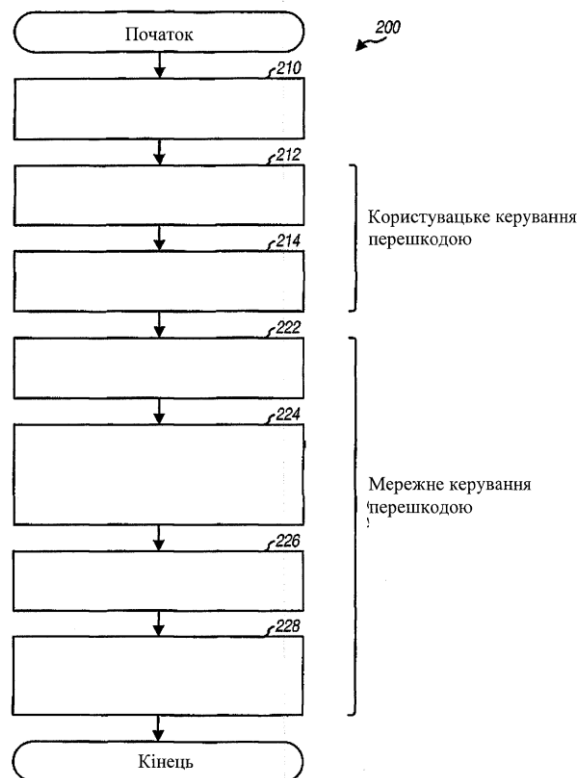 Початок
200
210
212
Користувацьке керування
перешкодою
214
222
224
Мережне керування
перешкодою
226
228
Кінець